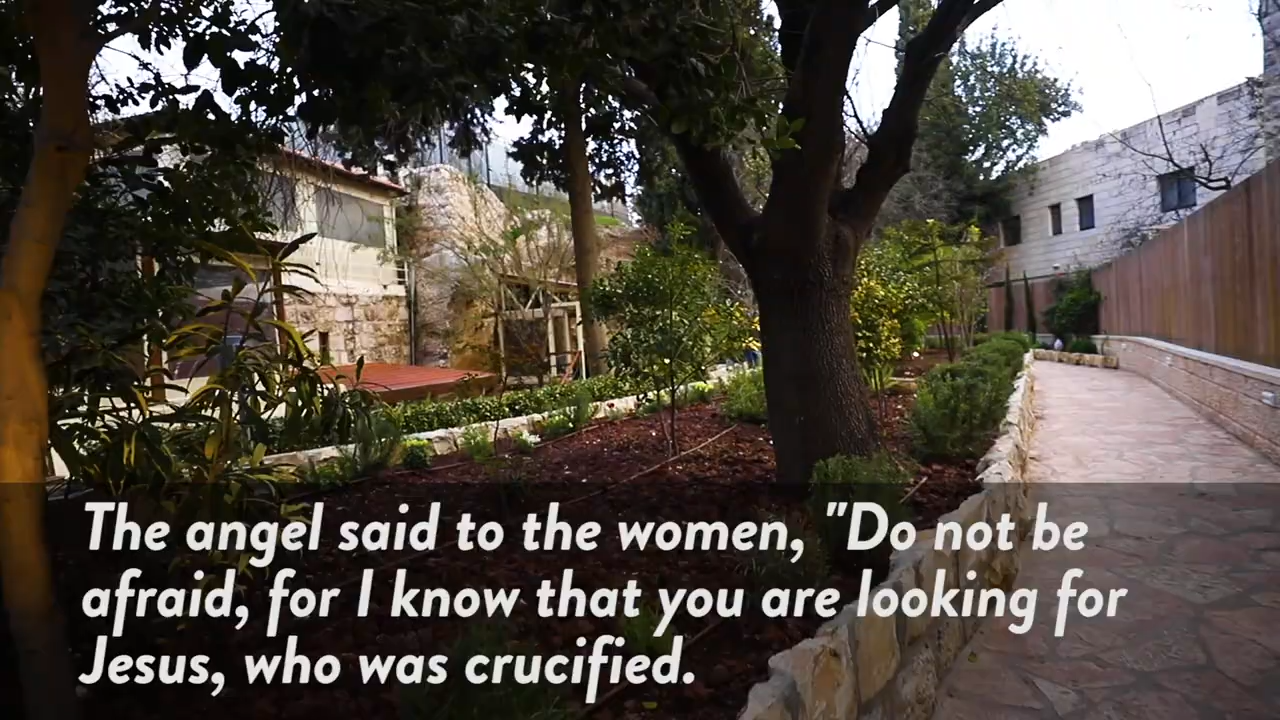 The angel said to the women, "Do not be
afraid, for I know that you are looking for
Jesus, who was crucified.